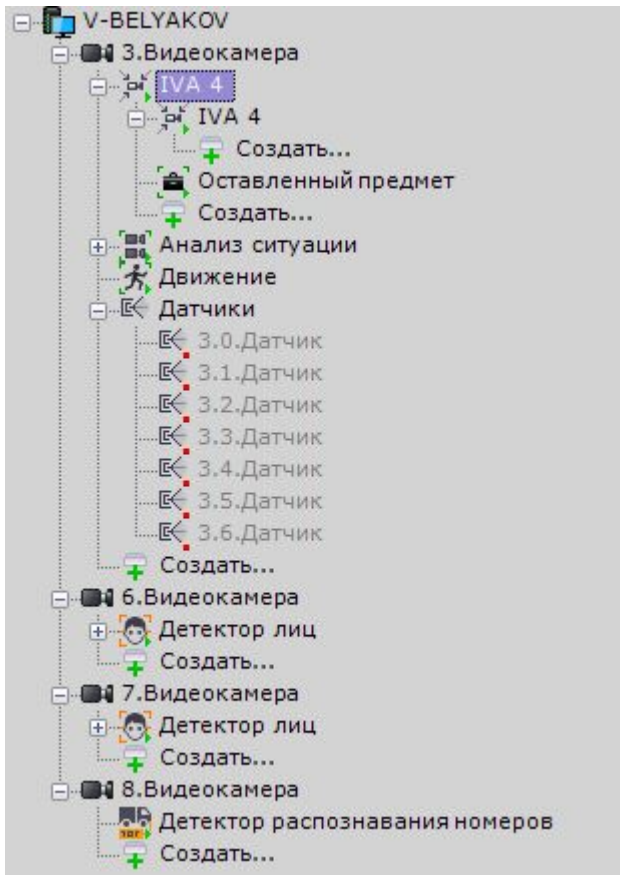 V-BELYAKOV
3.Видеокамера
IVA 4
IVA 4
Создать...
Оставленный предмет
Создать...
Анализ ситуации
Движение
Датчики
3.0.Датчик
3.1.Датчик
3.2.Датчик
3.3.Датчик
3.4.Датчик
3.5.Датчик
3.6.Датчик
Создать...
6.Видеокамера
Детектор лиц
Создать...
7.Видеокамера
Детектор лиц
Создать...
8.Видеокамера
Детектор распознавания номеров
Создать...